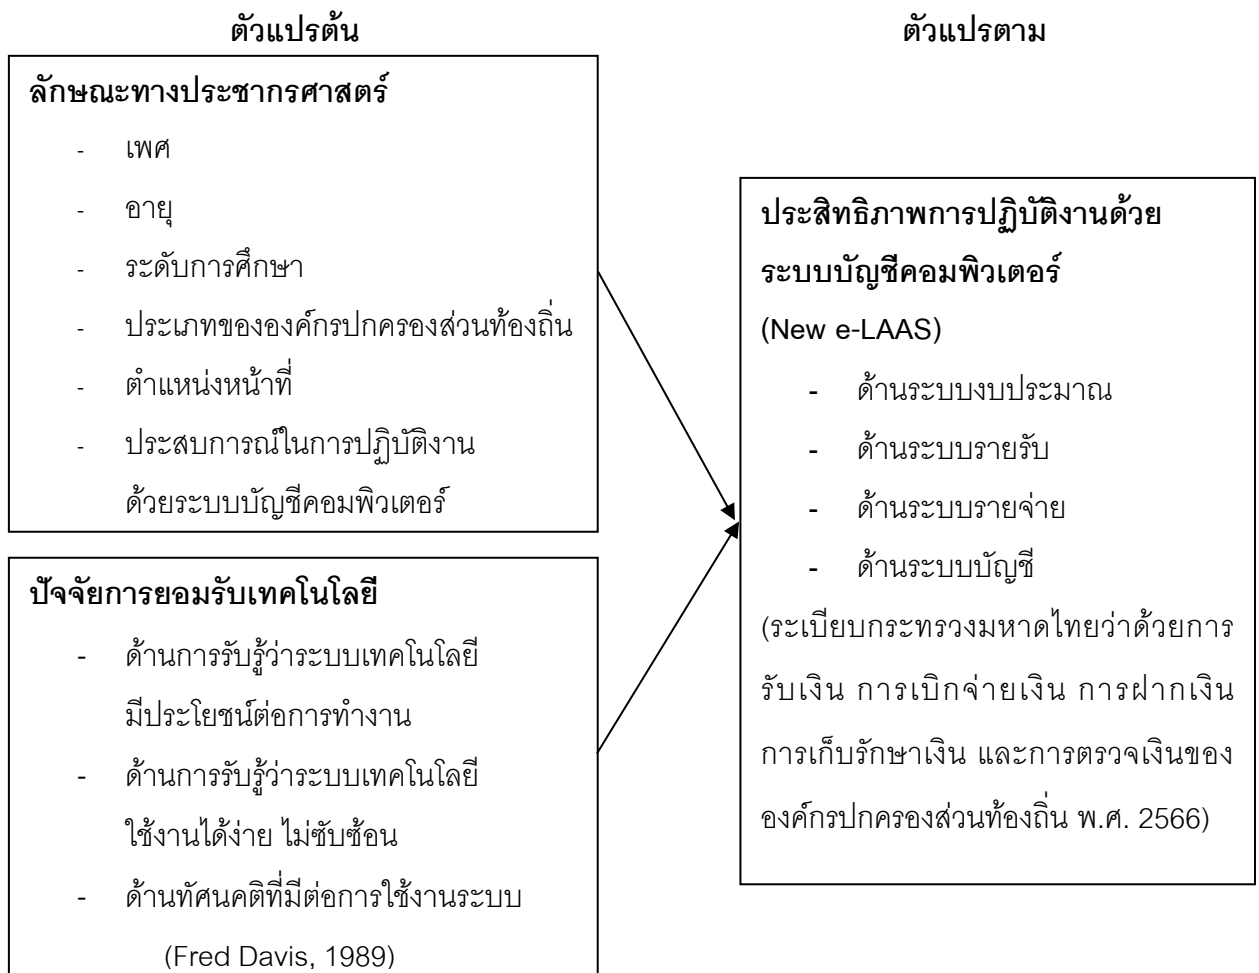 ตัวแปรต้น
ตัวแปรตาม
ลักษณะทางประชากรศาสตร์
- เพศ
- อายุ
- ระดับการศึกษา
- ประเภทขององค์กรปกครองส่วนท้องถิ่น
- ตำแหน่งหน้าที่
- ประสบการณ์ในการปฏิบัติงาน
ด้วยระบบบัญชีคอมพิวเตอร์
ปัจจัยการยอมรับเทคโนโลยี
- ด้านการรับรู้ว่าระบบเทคโนโลยี
มีประโยชน์ต่อการทำงาน
- ด้านการรับรู้ว่าระบบเทคโนโลยี
ใช้งานได้ง่าย ไม่ซับซ้อน
- ด้านทัศนคติที่มีต่อการใช้งานระบบ
(Fred Davis, 1989)
ประสิทธิภาพการปฏิบัติงานด้วย
ระบบบัญชีคอมพิวเตอร์
(New e-LAAS)
- ด้านระบบงบประมาณ
- ด้านระบบรายรับ
- ด้านระบบรายจ่าย
- ด้านระบบบัญชี
(ระเบียบกระทรวงมหาดไทยว่าด้วยการ
รับเงิน การเบิกจ่ายเงิน การฝากเงิน
การเก็บรักษาเงิน และการตรวจเงินของ
องค์กรปกครองส่วนท้องถิ่น พ.ศ. 2566)